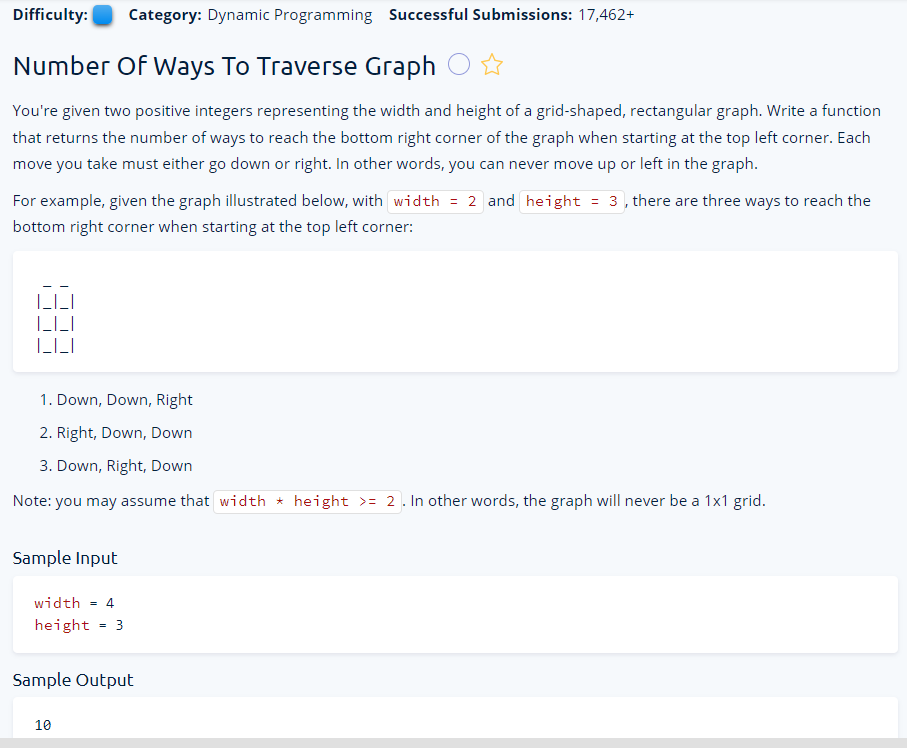 Difficulty: Category: Dynamic Programming Successful Submissions: 17,462+
Number Of Ways To Traverse Graph
You're given two positive integers representing the width and height of a grid-shaped, rectangular graph. Write a function
that returns the number of ways to reach the bottom right corner of the graph when starting at the top left corner. Each
move you take must either go down or right. In other words, you can never move up or left in the graph.
For example, given the graph illustrated below, with width = 2 and height = 3, there are three ways to reach the
bottom right corner when starting at the top left corner:
 _ _
|_|_|
|_|_|
|_|_|
1. Down, Down, Right
2. Right, Down, Down
3. Down, Right, Down
Note: you may assume that width * height >= 2. In other words, the graph will never be a 1x1 grid.
Sample Input
width = 4
height = 3
Sample Output
10